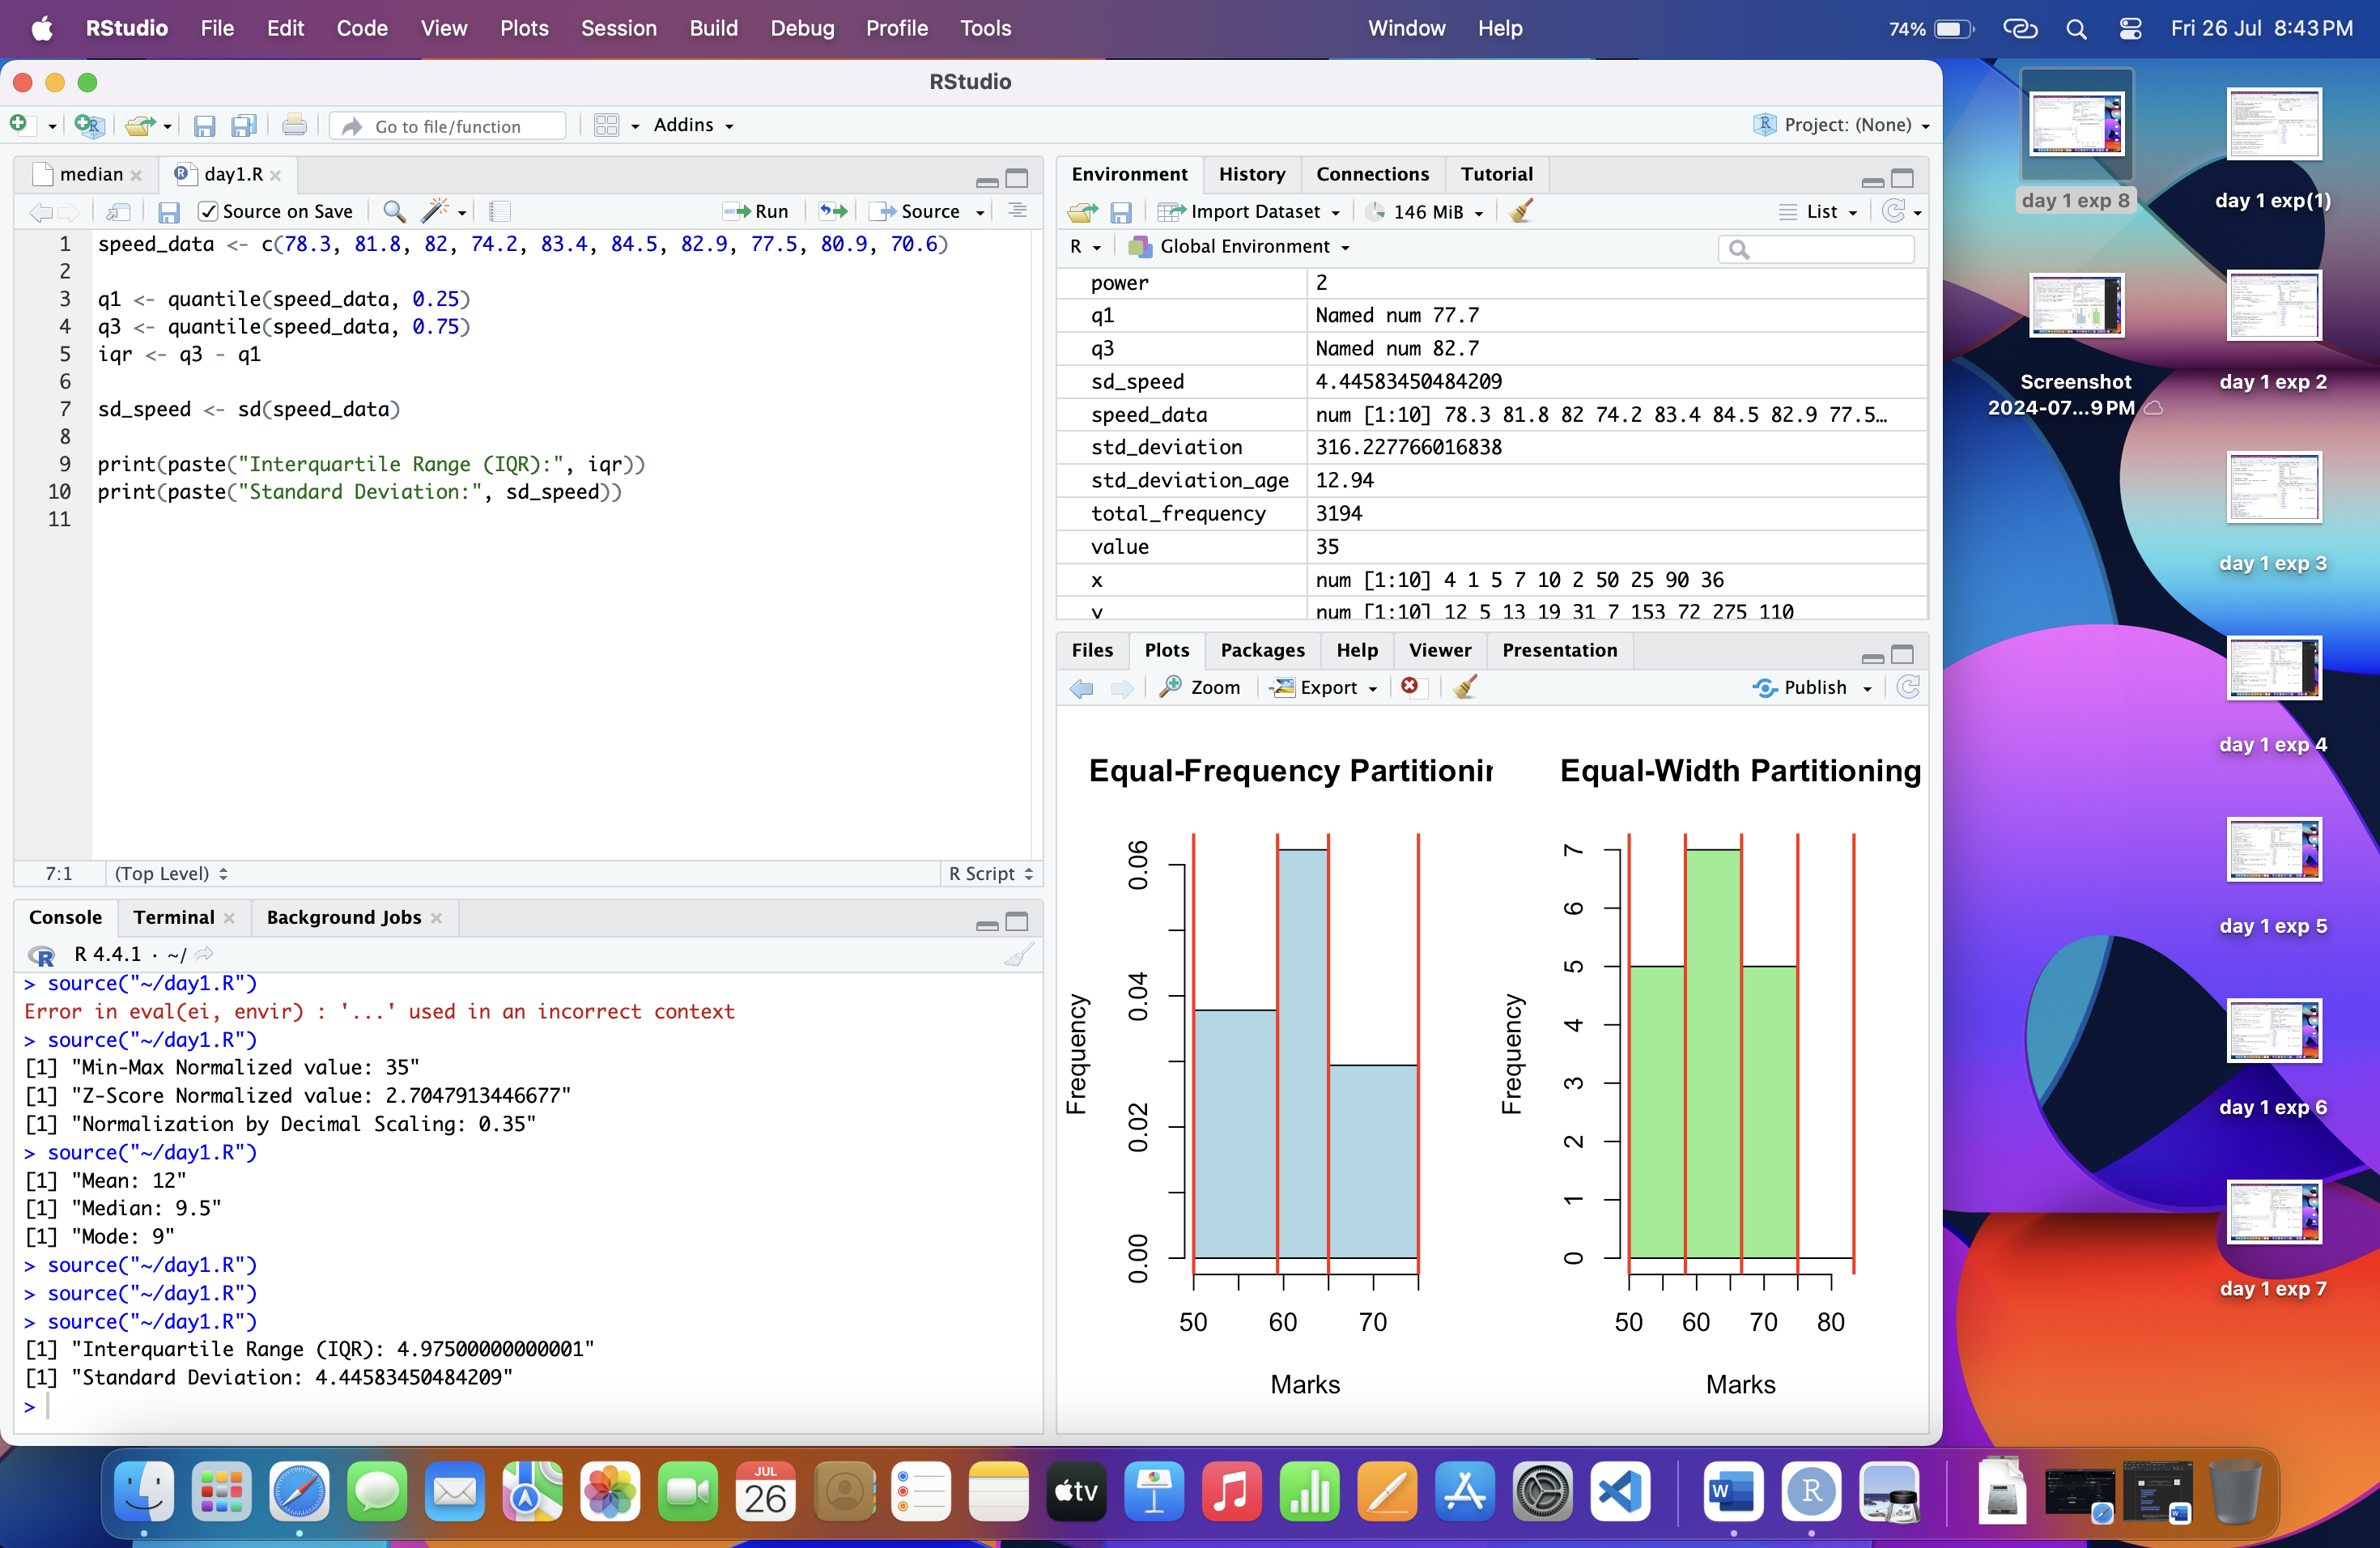 RStudio File Edit Code View Plots Session Build Debug Profile Tools Window Help 74% Fri 26 Jul 8:43 PM
RStudio
Go to file/function Addins Project: (None)
median day1.R
Source on Save Run Source
1 speed_data <- c(78.3, 81.8, 82, 74.2, 83.4, 84.5, 82.9, 77.5, 80.9, 70.6)
2
3 q1 <- quantile(speed_data, 0.25)
4 q3 <- quantile(speed_data, 0.75)
5 iqr <- q3 - q1
6
7 sd_speed <- sd(speed_data)
8
9 print(paste("Interquartile Range (IQR):", iqr))
10 print(paste("Standard Deviation:", sd_speed))
11
7:1 (Top Level) R Script
Console Terminal Background Jobs
R 4.4.1 · ~/
> source("~/day1.R")
Error in eval(ei, envir) : '...' used in an incorrect context
> source("~/day1.R")
[1] "Min-Max Normalized value: 35"
[1] "Z-Score Normalized value: 2.7047913446677"
[1] "Normalization by Decimal Scaling: 0.35"
> source("~/day1.R")
[1] "Mean: 12"
[1] "Median: 9.5"
[1] "Mode: 9"
> source("~/day1.R")
> source("~/day1.R")
> source("~/day1.R")
[1] "Interquartile Range (IQR): 4.97500000000001"
[1] "Standard Deviation: 4.44583450484209"
>
Environment History Connections Tutorial
Import Dataset 146 MiB List
R Global Environment
power 2
q1 Named num 77.7
q3 Named num 82.7
sd_speed 4.44583450484209
speed_data num [1:10] 78.3 81.8 82 74.2 83.4 84.5 82.9 77.5…
std_deviation 316.227766016838
std_deviation_age 12.94
total_frequency 3194
value 35
x num [1:10] 4 1 5 7 10 2 50 25 90 36
y num [1:10] 12 5 13 19 31 7 153 72 275 110
Files Plots Packages Help Viewer Presentation
Zoom Export Publish
Equal-Frequency Partitionin
Frequency
0.06
0.04
0.02
0.00
50 60 70
Marks
Equal-Width Partitioning
Frequency
7
6
5
4
3
2
1
0
50 60 70 80
Marks
day 1 exp 8
day 1 exp(1)
Screenshot
2024-07...9 PM
day 1 exp 2
day 1 exp 3
day 1 exp 4
day 1 exp 5
day 1 exp 6
day 1 exp 7
JUL
26
tv
W
R